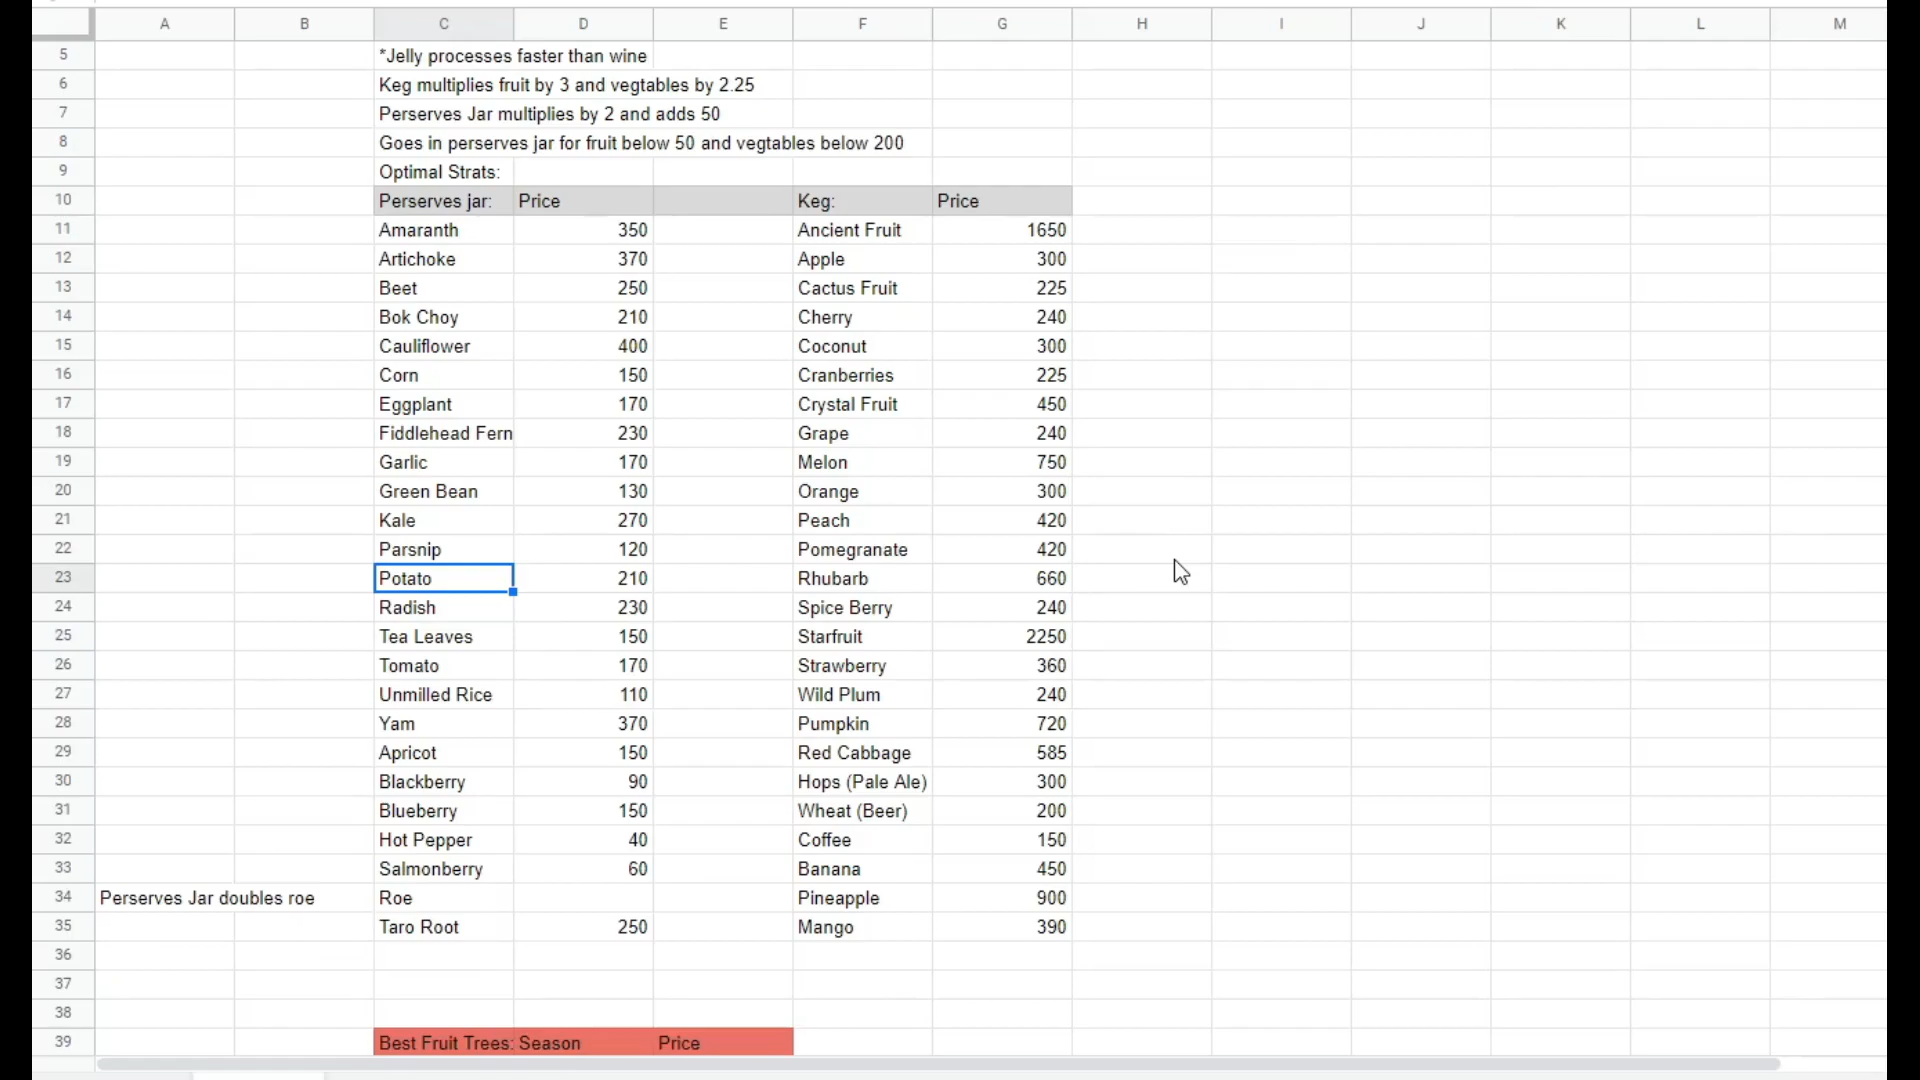 A B C D E F G H I J K L M
5 *Jelly processes faster than wine
6 Keg multiplies fruit by 3 and vegtables by 2.25
7 Perserves Jar multiplies by 2 and adds 50
8 Goes in perserves jar for fruit below 50 and vegtables below 200
9 Optimal Strats:
10 Perserves jar: Price Keg: Price
11 Amaranth 350 Ancient Fruit 1650
12 Artichoke 370 Apple 300
13 Beet 250 Cactus Fruit 225
14 Bok Choy 210 Cherry 240
15 Cauliflower 400 Coconut 300
16 Corn 150 Cranberries 225
17 Eggplant 170 Crystal Fruit 450
18 Fiddlehead Fern 230 Grape 240
19 Garlic 170 Melon 750
20 Green Bean 130 Orange 300
21 Kale 270 Peach 420
22 Parsnip 120 Pomegranate 420
23 Potato 210 Rhubarb 660
24 Radish 230 Spice Berry 240
25 Tea Leaves 150 Starfruit 2250
26 Tomato 170 Strawberry 360
27 Unmilled Rice 110 Wild Plum 240
28 Yam 370 Pumpkin 720
29 Apricot 150 Red Cabbage 585
30 Blackberry 90 Hops (Pale Ale) 300
31 Blueberry 150 Wheat (Beer) 200
32 Hot Pepper 40 Coffee 150
33 Salmonberry 60 Banana 450
34 Perserves Jar doubles roe Roe Pineapple 900
35 Taro Root 250 Mango 390
36
37
38
39 Best Fruit Trees: Season Price